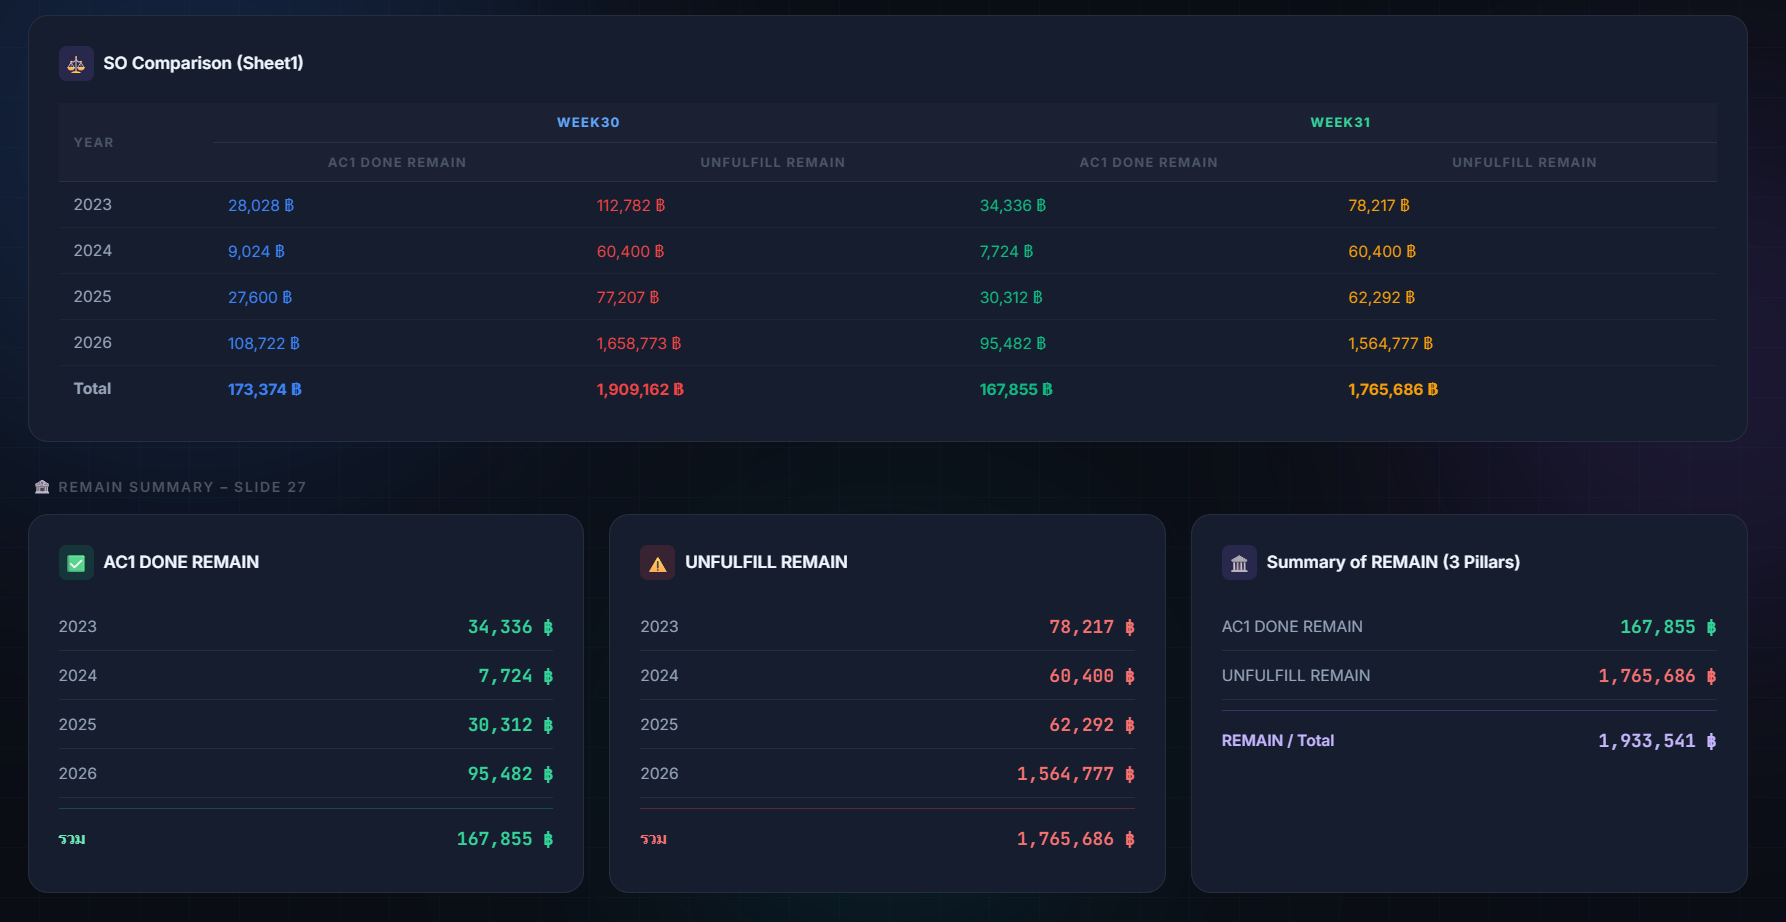 SO Comparison (Sheet1)
YEAR WEEK30 WEEK31
AC1 DONE REMAIN UNFULFILL REMAIN AC1 DONE REMAIN UNFULFILL REMAIN
2023 28,028 ฿ 112,782 ฿ 34,336 ฿ 78,217 ฿
2024 9,024 ฿ 60,400 ฿ 7,724 ฿ 60,400 ฿
2025 27,600 ฿ 77,207 ฿ 30,312 ฿ 62,292 ฿
2026 108,722 ฿ 1,658,773 ฿ 95,482 ฿ 1,564,777 ฿
Total 173,374 ฿ 1,909,162 ฿ 167,855 ฿ 1,765,686 ฿
REMAIN SUMMARY – SLIDE 27
AC1 DONE REMAIN
2023 34,336 ฿
2024 7,724 ฿
2025 30,312 ฿
2026 95,482 ฿
รวม 167,855 ฿
UNFULFILL REMAIN
2023 78,217 ฿
2024 60,400 ฿
2025 62,292 ฿
2026 1,564,777 ฿
รวม 1,765,686 ฿
Summary of REMAIN (3 Pillars)
AC1 DONE REMAIN 167,855 ฿
UNFULFILL REMAIN 1,765,686 ฿
REMAIN / Total 1,933,541 ฿